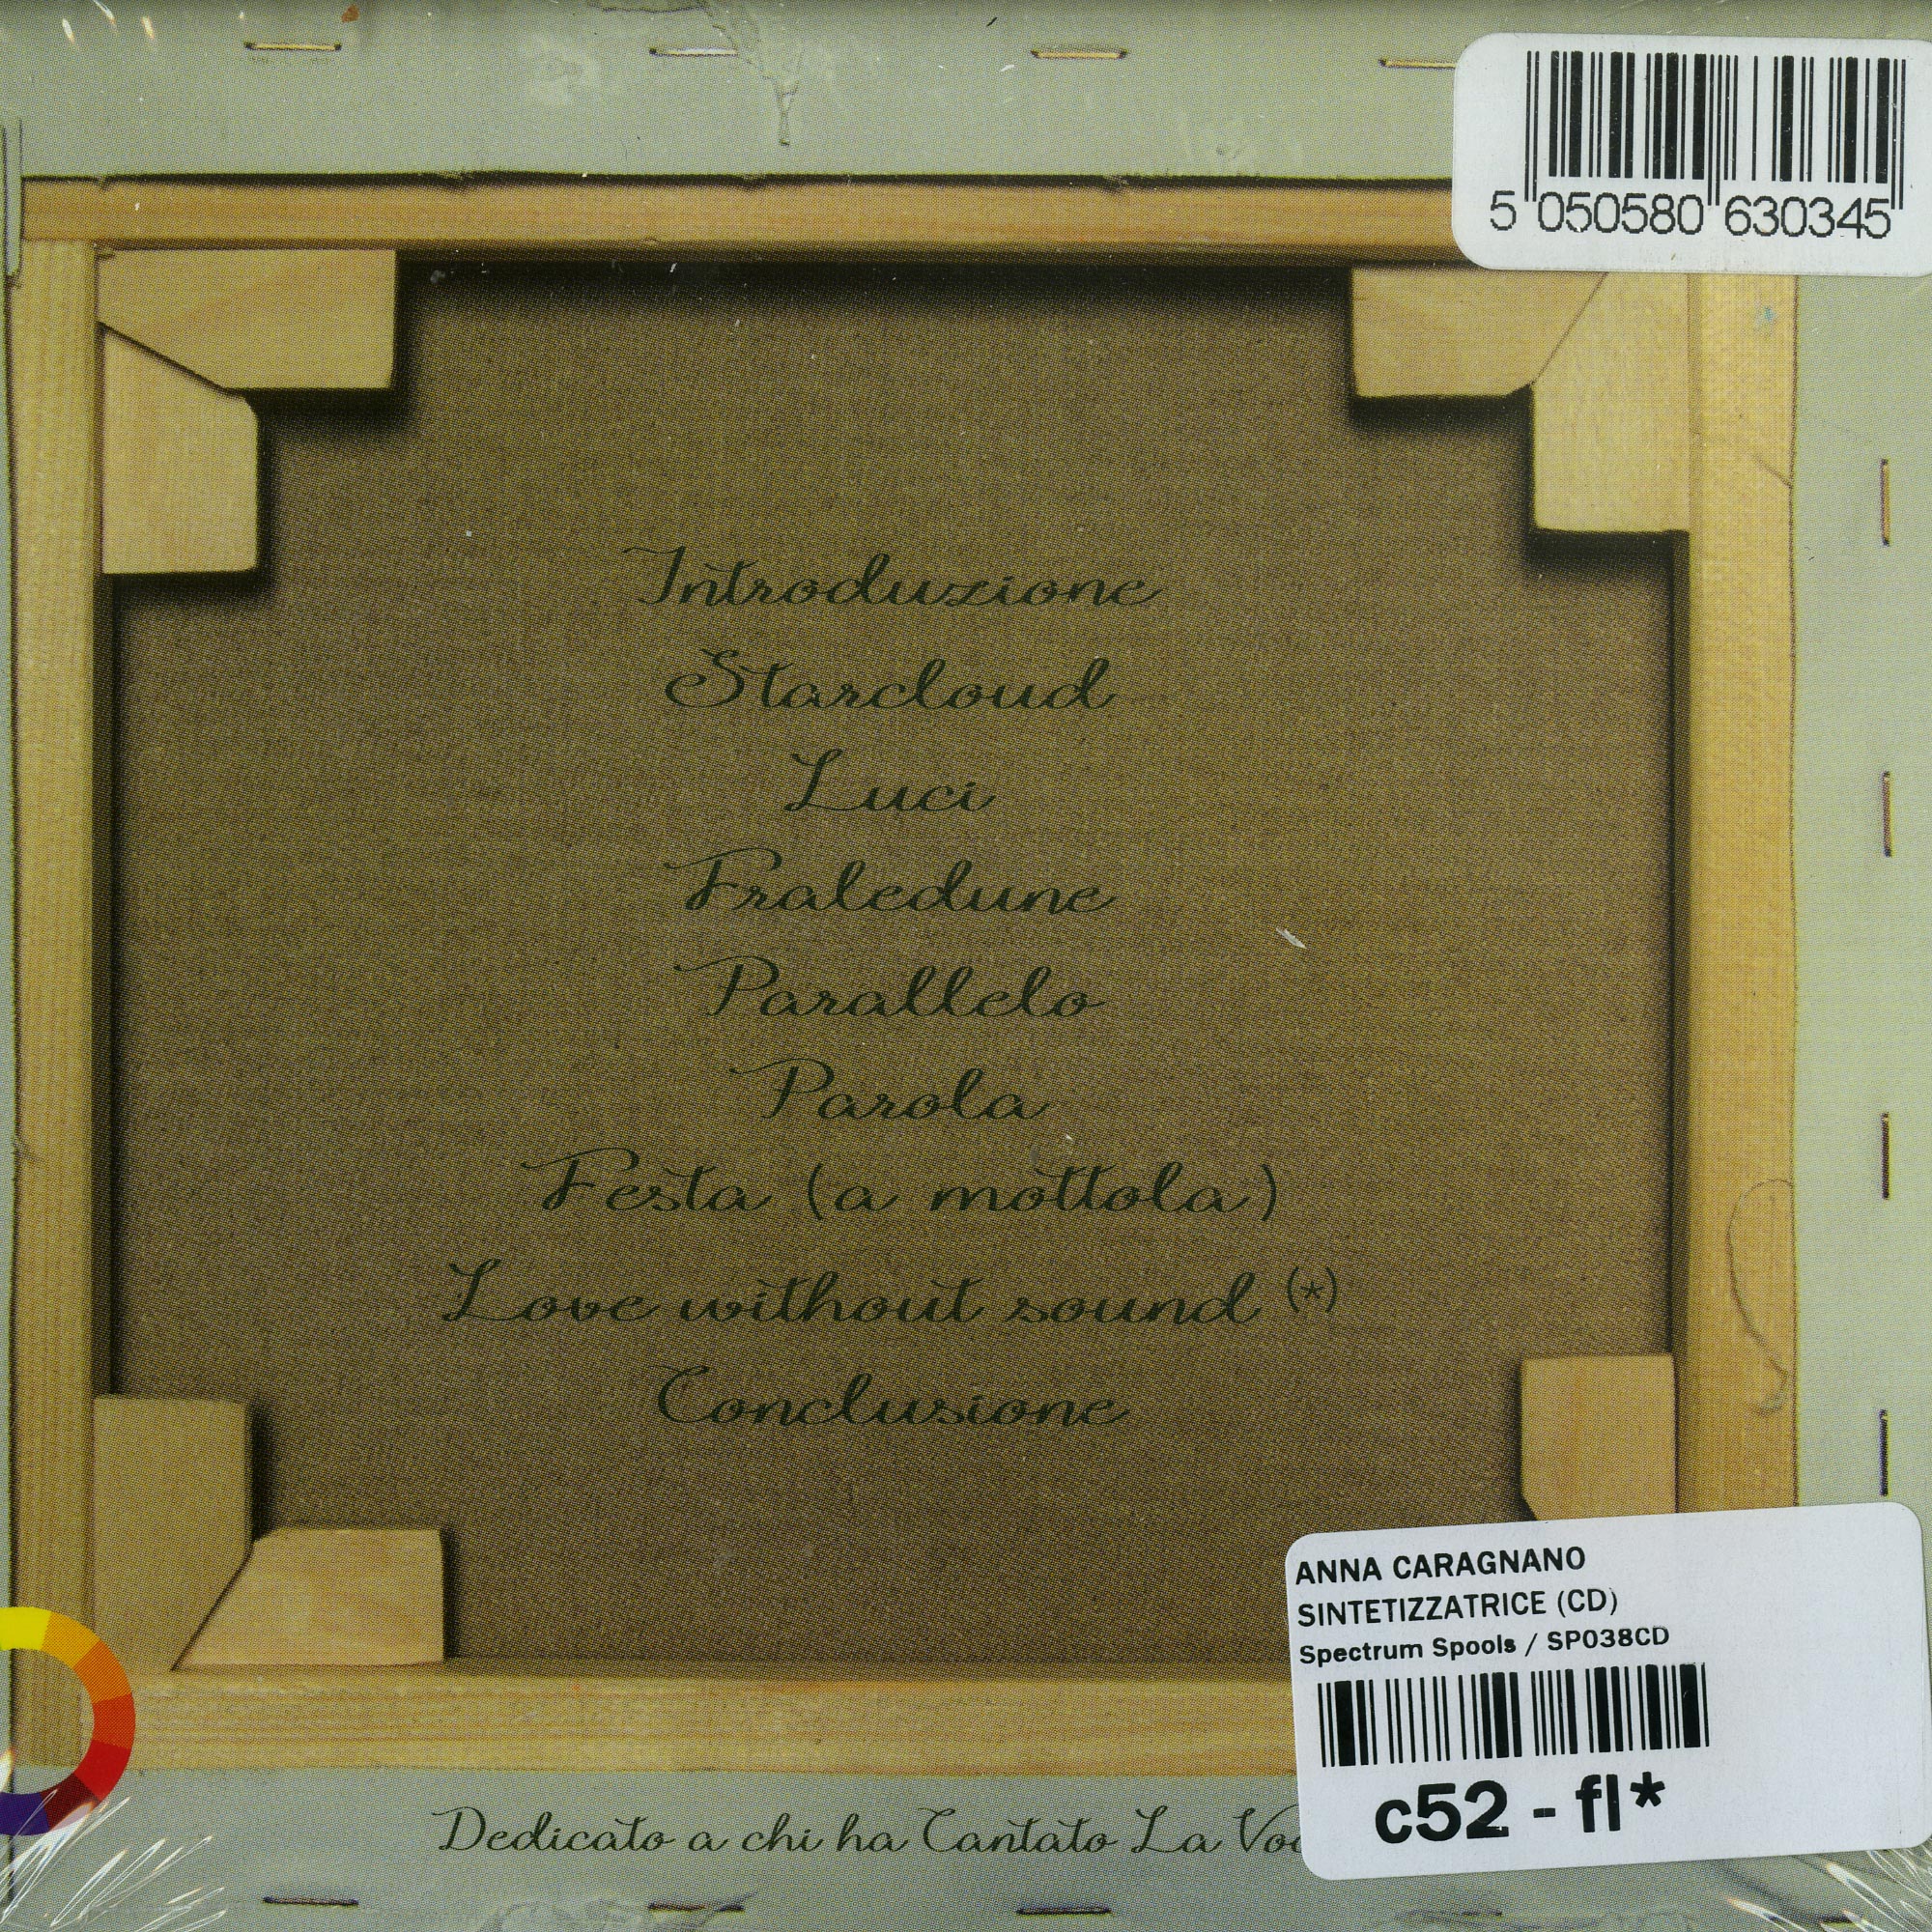 5 050580 630345
Introduzione
Starcloud
Luci
Fraledune
Parallelo
Parola
Festa (a mottola)
Love without sound (*)
Conclusione
ANNA CARAGNANO
SINTETIZZATRICE (CD)
Spectrum Spools / SP038CD
c52 - fl*
Dedicato a chi ha Cantato La